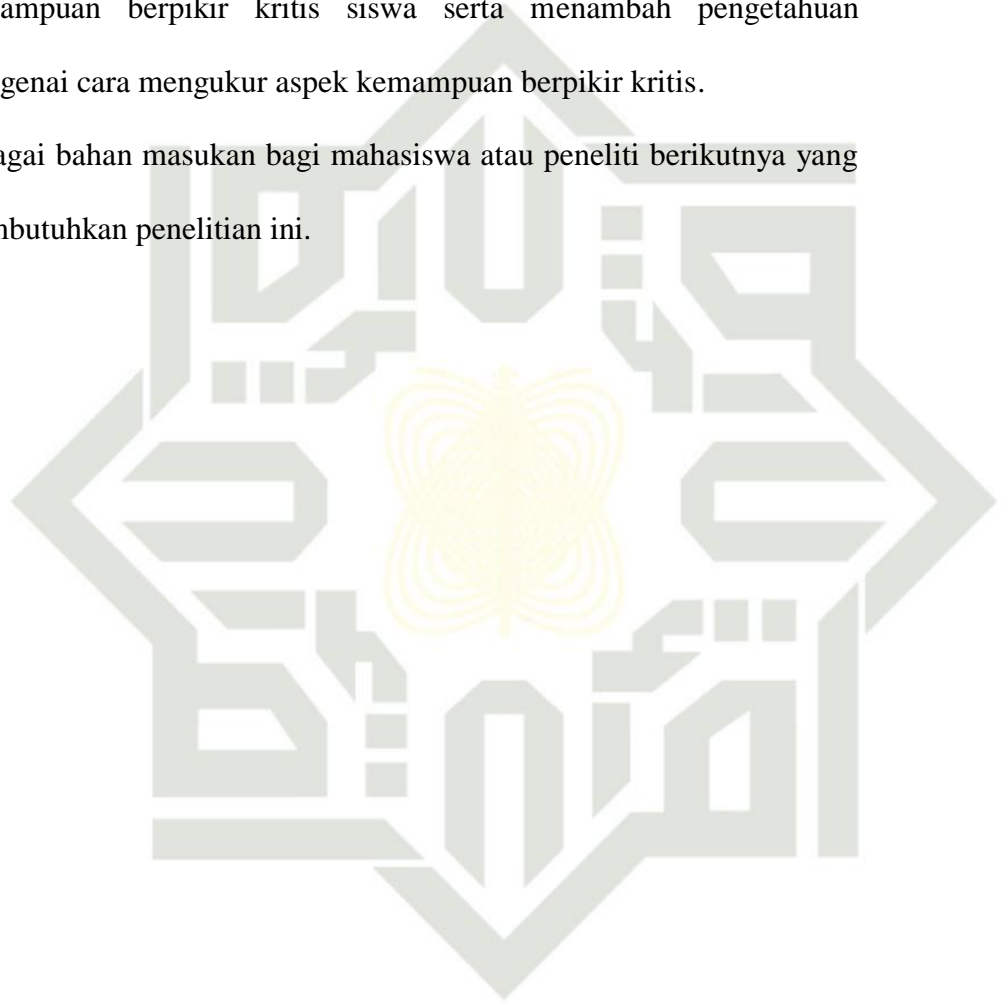 ampuan berpikir kritis siswa serta menambah pengetahuan
genai cara mengukur aspek kemampuan berpikir kritis.
agai bahan masukan bagi mahasiswa atau peneliti berikutnya yang
nbutuhkan penelitian ini.